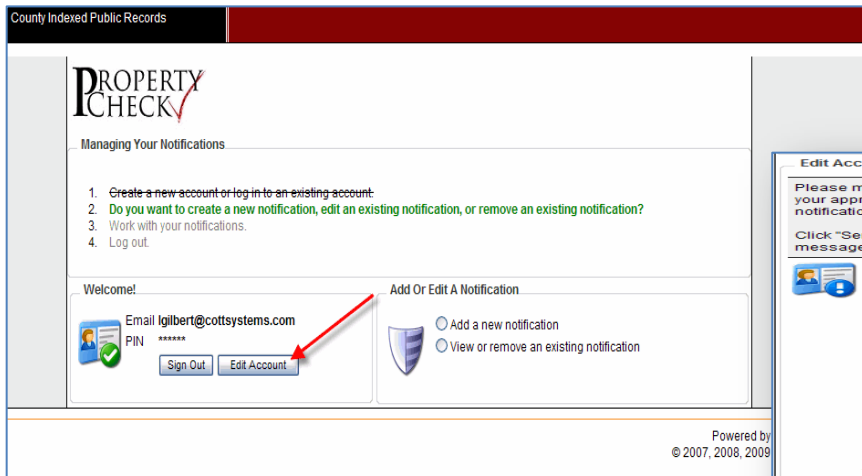 County Indexed Public Records
PROPERTY
CHECK
Managing Your Notifications
1. Create a new account or log in to an existing account.
2. Do you want to create a new notification, edit an existing notification, or remove an existing notification?
3. Work with your notifications.
4. Log out.
Welcome!
Email lgilbert@cottsystems.com
PIN ******
Sign Out Edit Account
Add Or Edit A Notification
Add a new notification
View or remove an existing notification
Powered by
© 2007, 2008, 2009
Edit Acc
Please m
your appr
notificatio
Click "Se
message